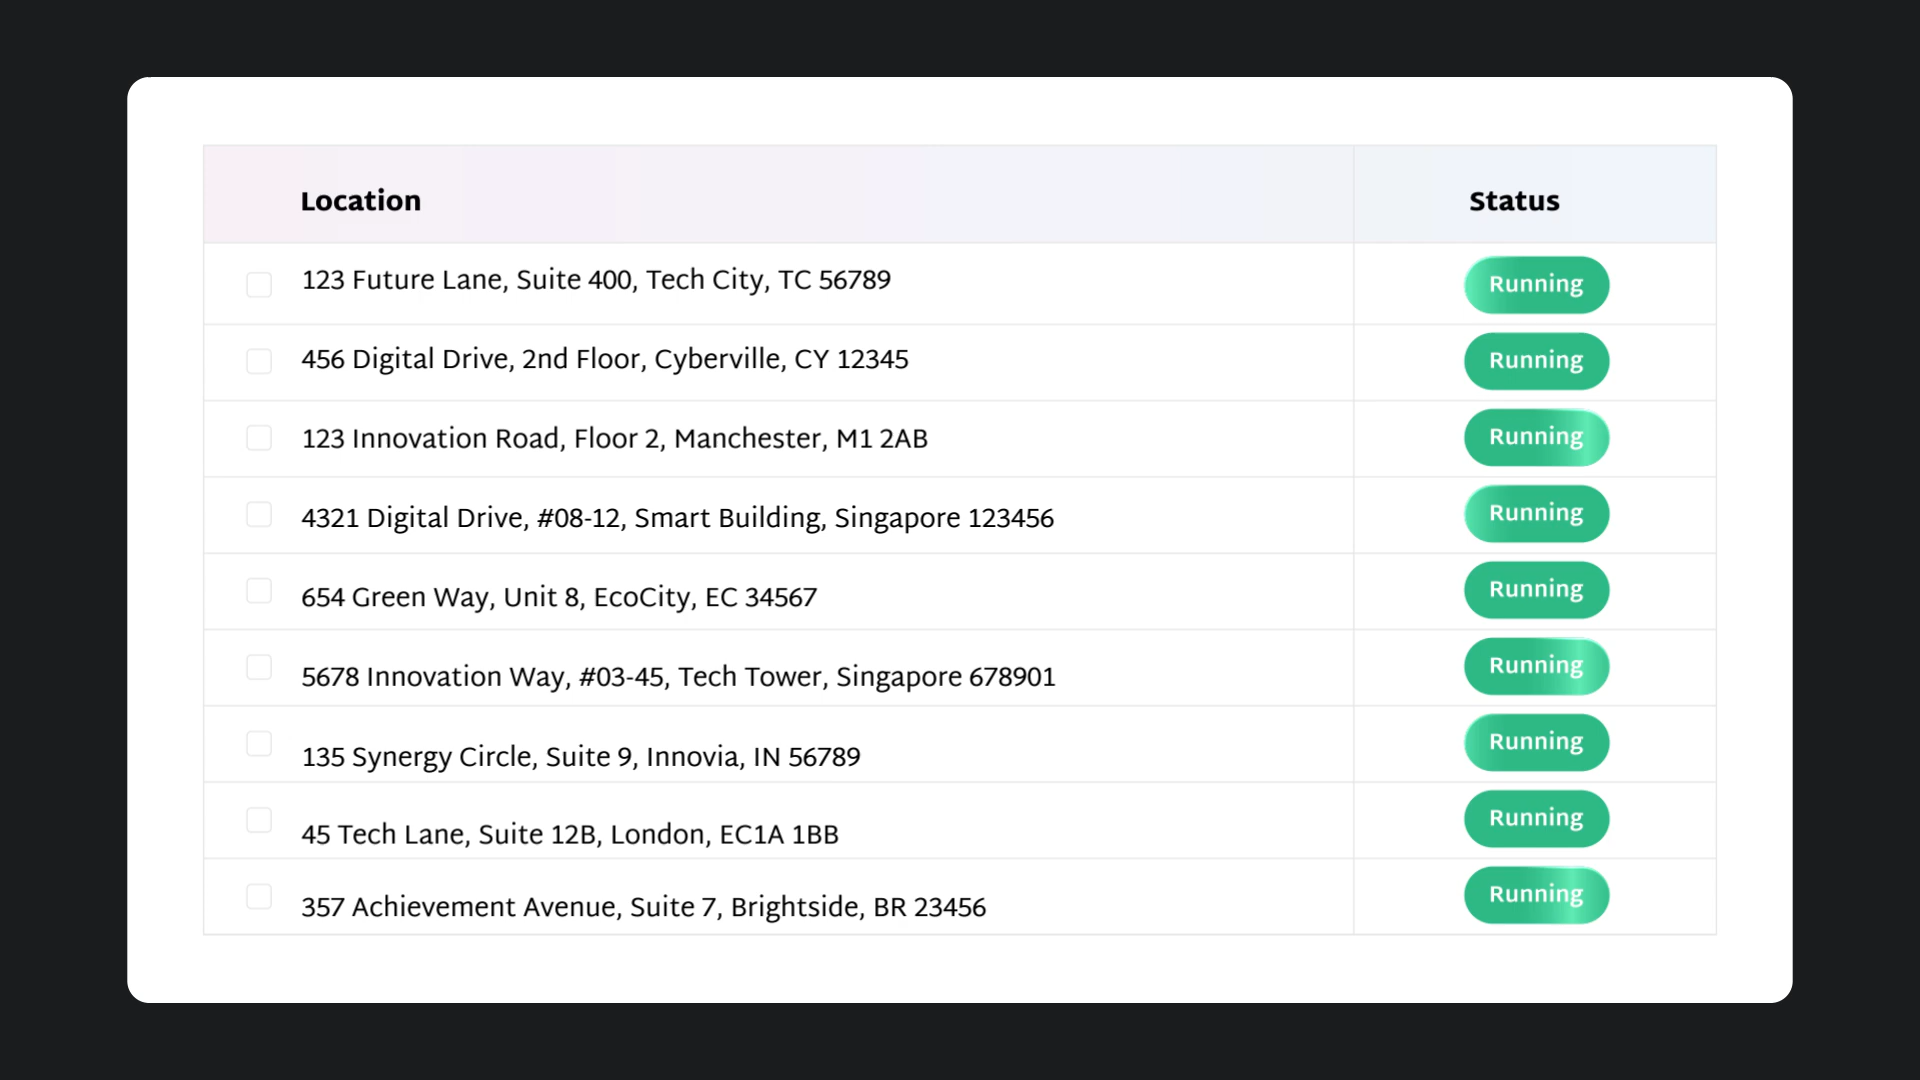 Location Status
123 Future Lane, Suite 400, Tech City, TC 56789 Running
456 Digital Drive, 2nd Floor, Cyberville, CY 12345 Running
123 Innovation Road, Floor 2, Manchester, M1 2AB Running
4321 Digital Drive, #08-12, Smart Building, Singapore 123456 Running
654 Green Way, Unit 8, EcoCity, EC 34567 Running
5678 Innovation Way, #03-45, Tech Tower, Singapore 678901 Running
135 Synergy Circle, Suite 9, Innovia, IN 56789 Running
45 Tech Lane, Suite 12B, London, EC1A 1BB Running
357 Achievement Avenue, Suite 7, Brightside, BR 23456 Running